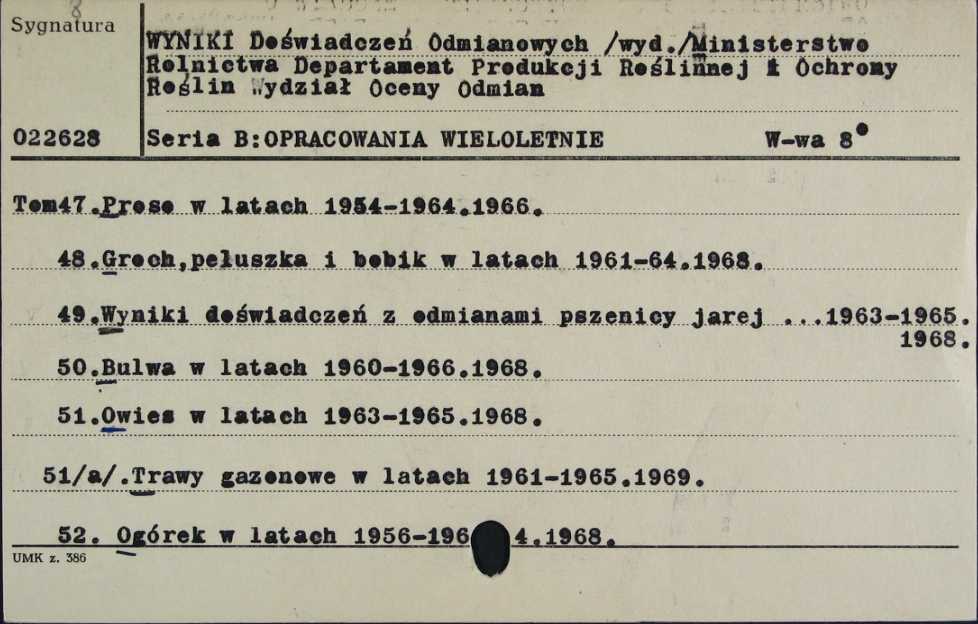 Sygnatura
WYNIKI Doświadczeń Odmianowych /wyd./Ministerstwo
Rolnictwa Departament Produkcji Roślinnej i Ochrony
Roślin Wydział Oceny Odmian
022628 Seria B:OPRACOWANIA WIELOLETNIE W-wa 8°
Tom47.Proso w latach 1954-1964.1966.
48.Groch,peluszka i bobik w latach 1961-64.1968.
49.Wyniki doświadczeń z odmianami pszenicy jarej ...1963-1965.
1968.
50.Bulwa w latach 1960-1966.1968.
51.Owies w latach 1963-1965.1968.
51/a/.Trawy gazonowe w latach 1961-1965.1969.
52. Ogórek w latach 1956-196 4.1968.
UMK z. 386